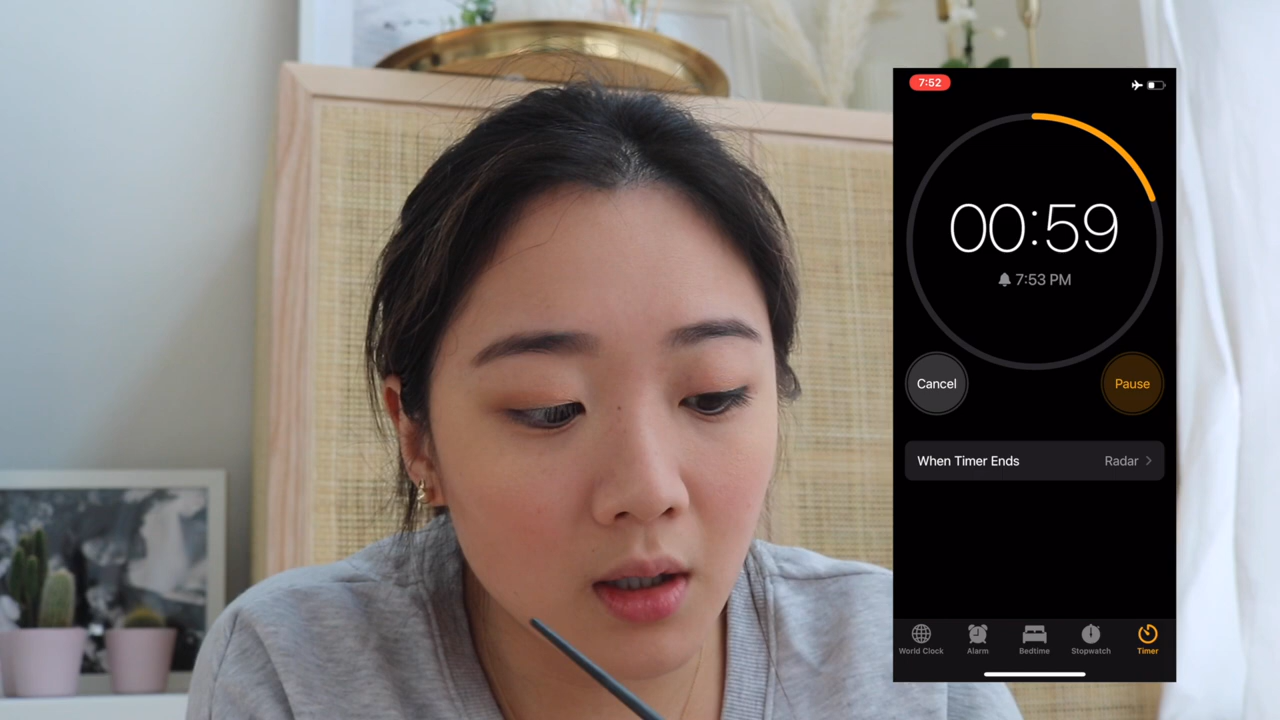 7:52
00:59
7:53 PM
Cancel
Pause
When Timer Ends Radar
World Clock Alarm Bedtime Stopwatch Timer